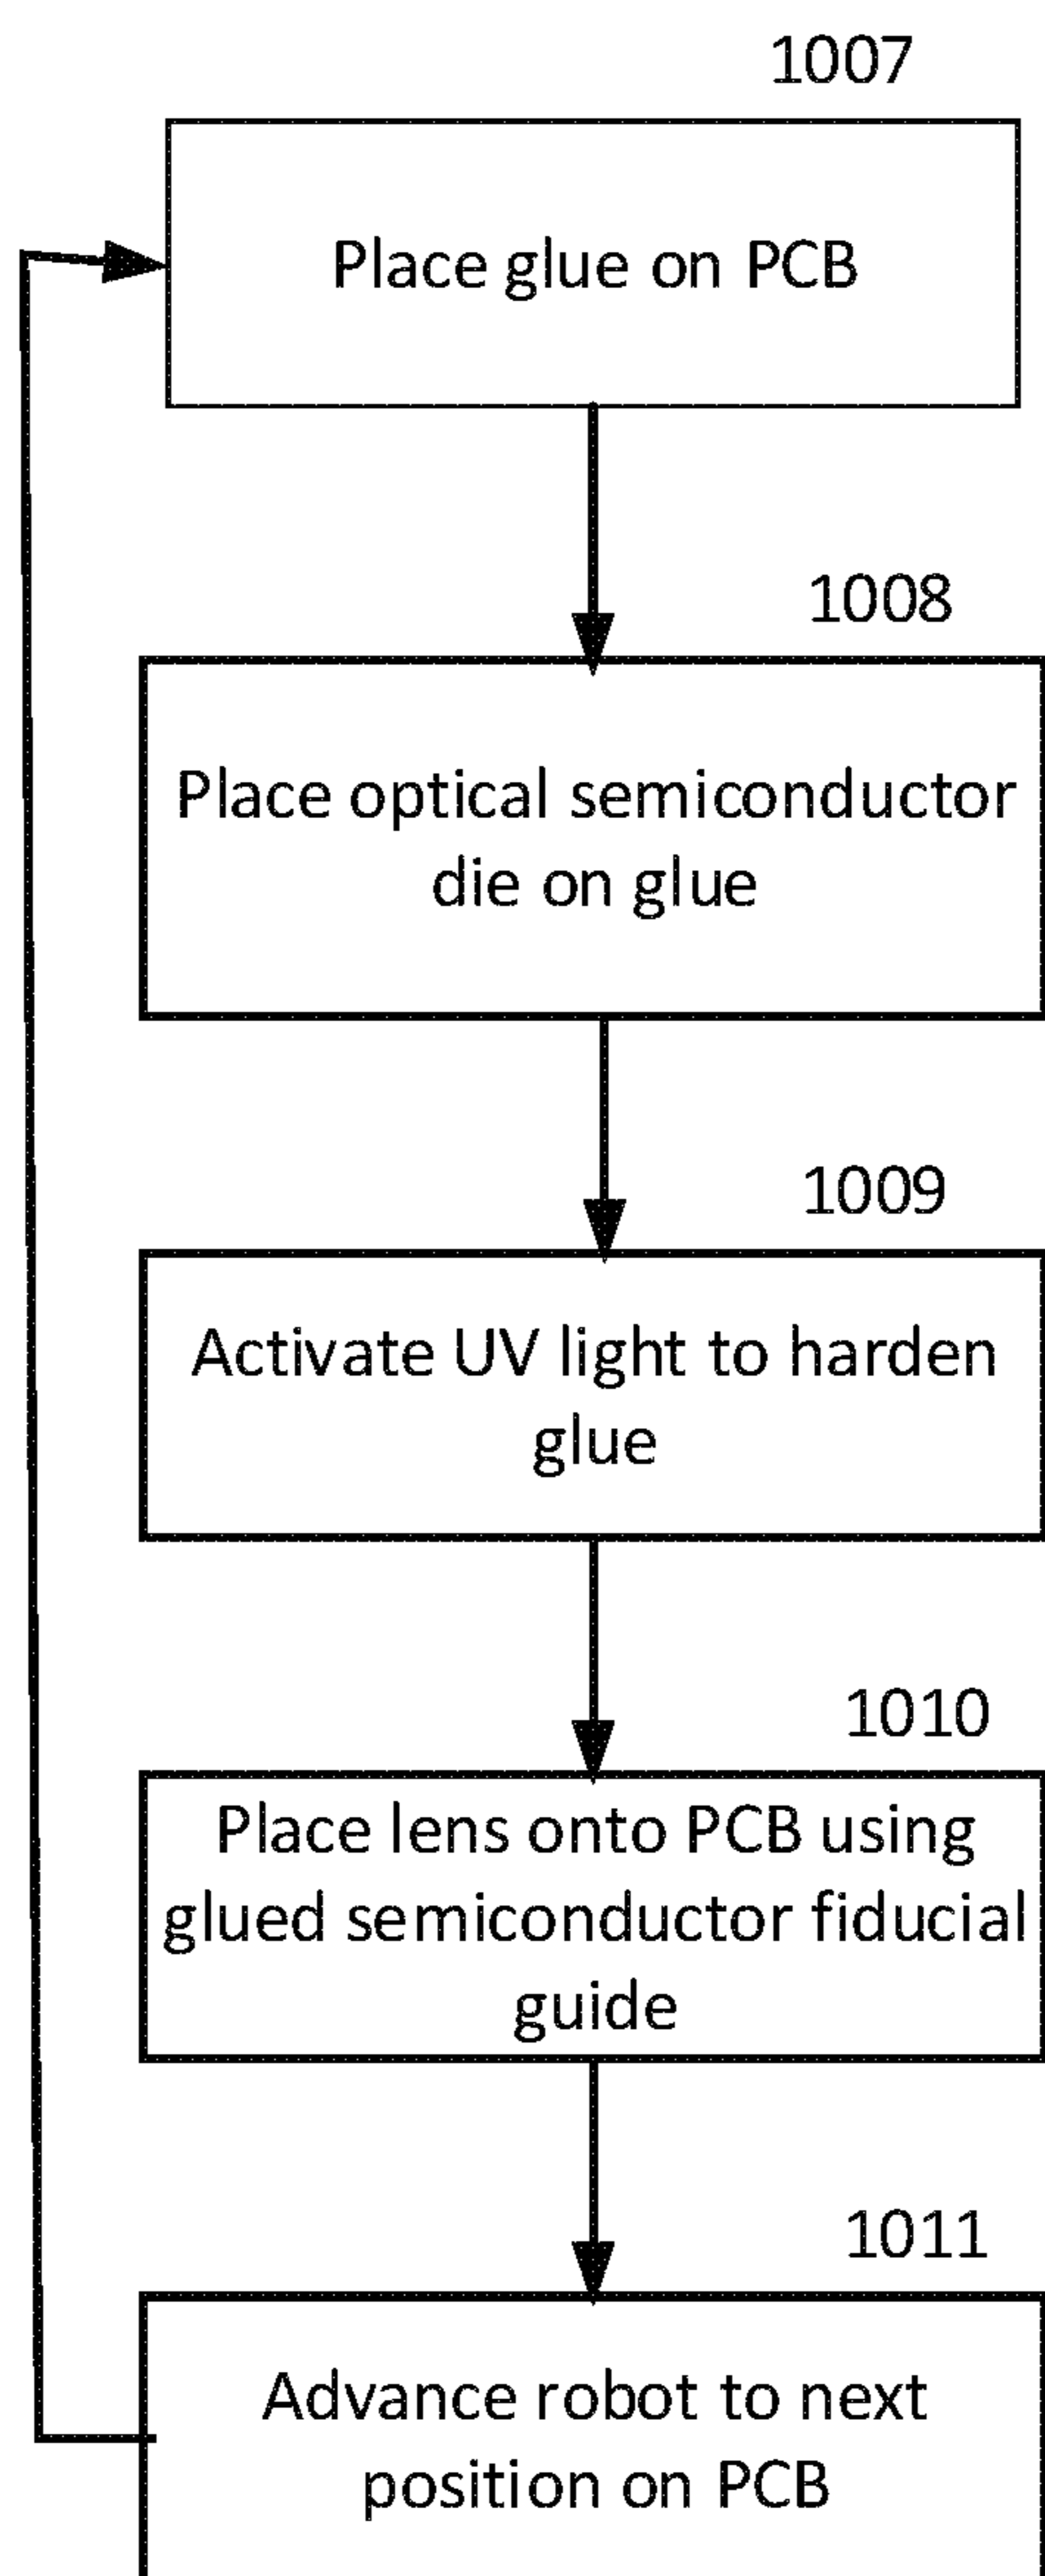 1007
Place glue on PCB
1008
Place optical semiconductor
die on glue
1009
Activate UV light to harden
glue
1010
Place lens onto PCB using
glued semiconductor fiducial
guide
1011
Advance robot to next
position on PCB